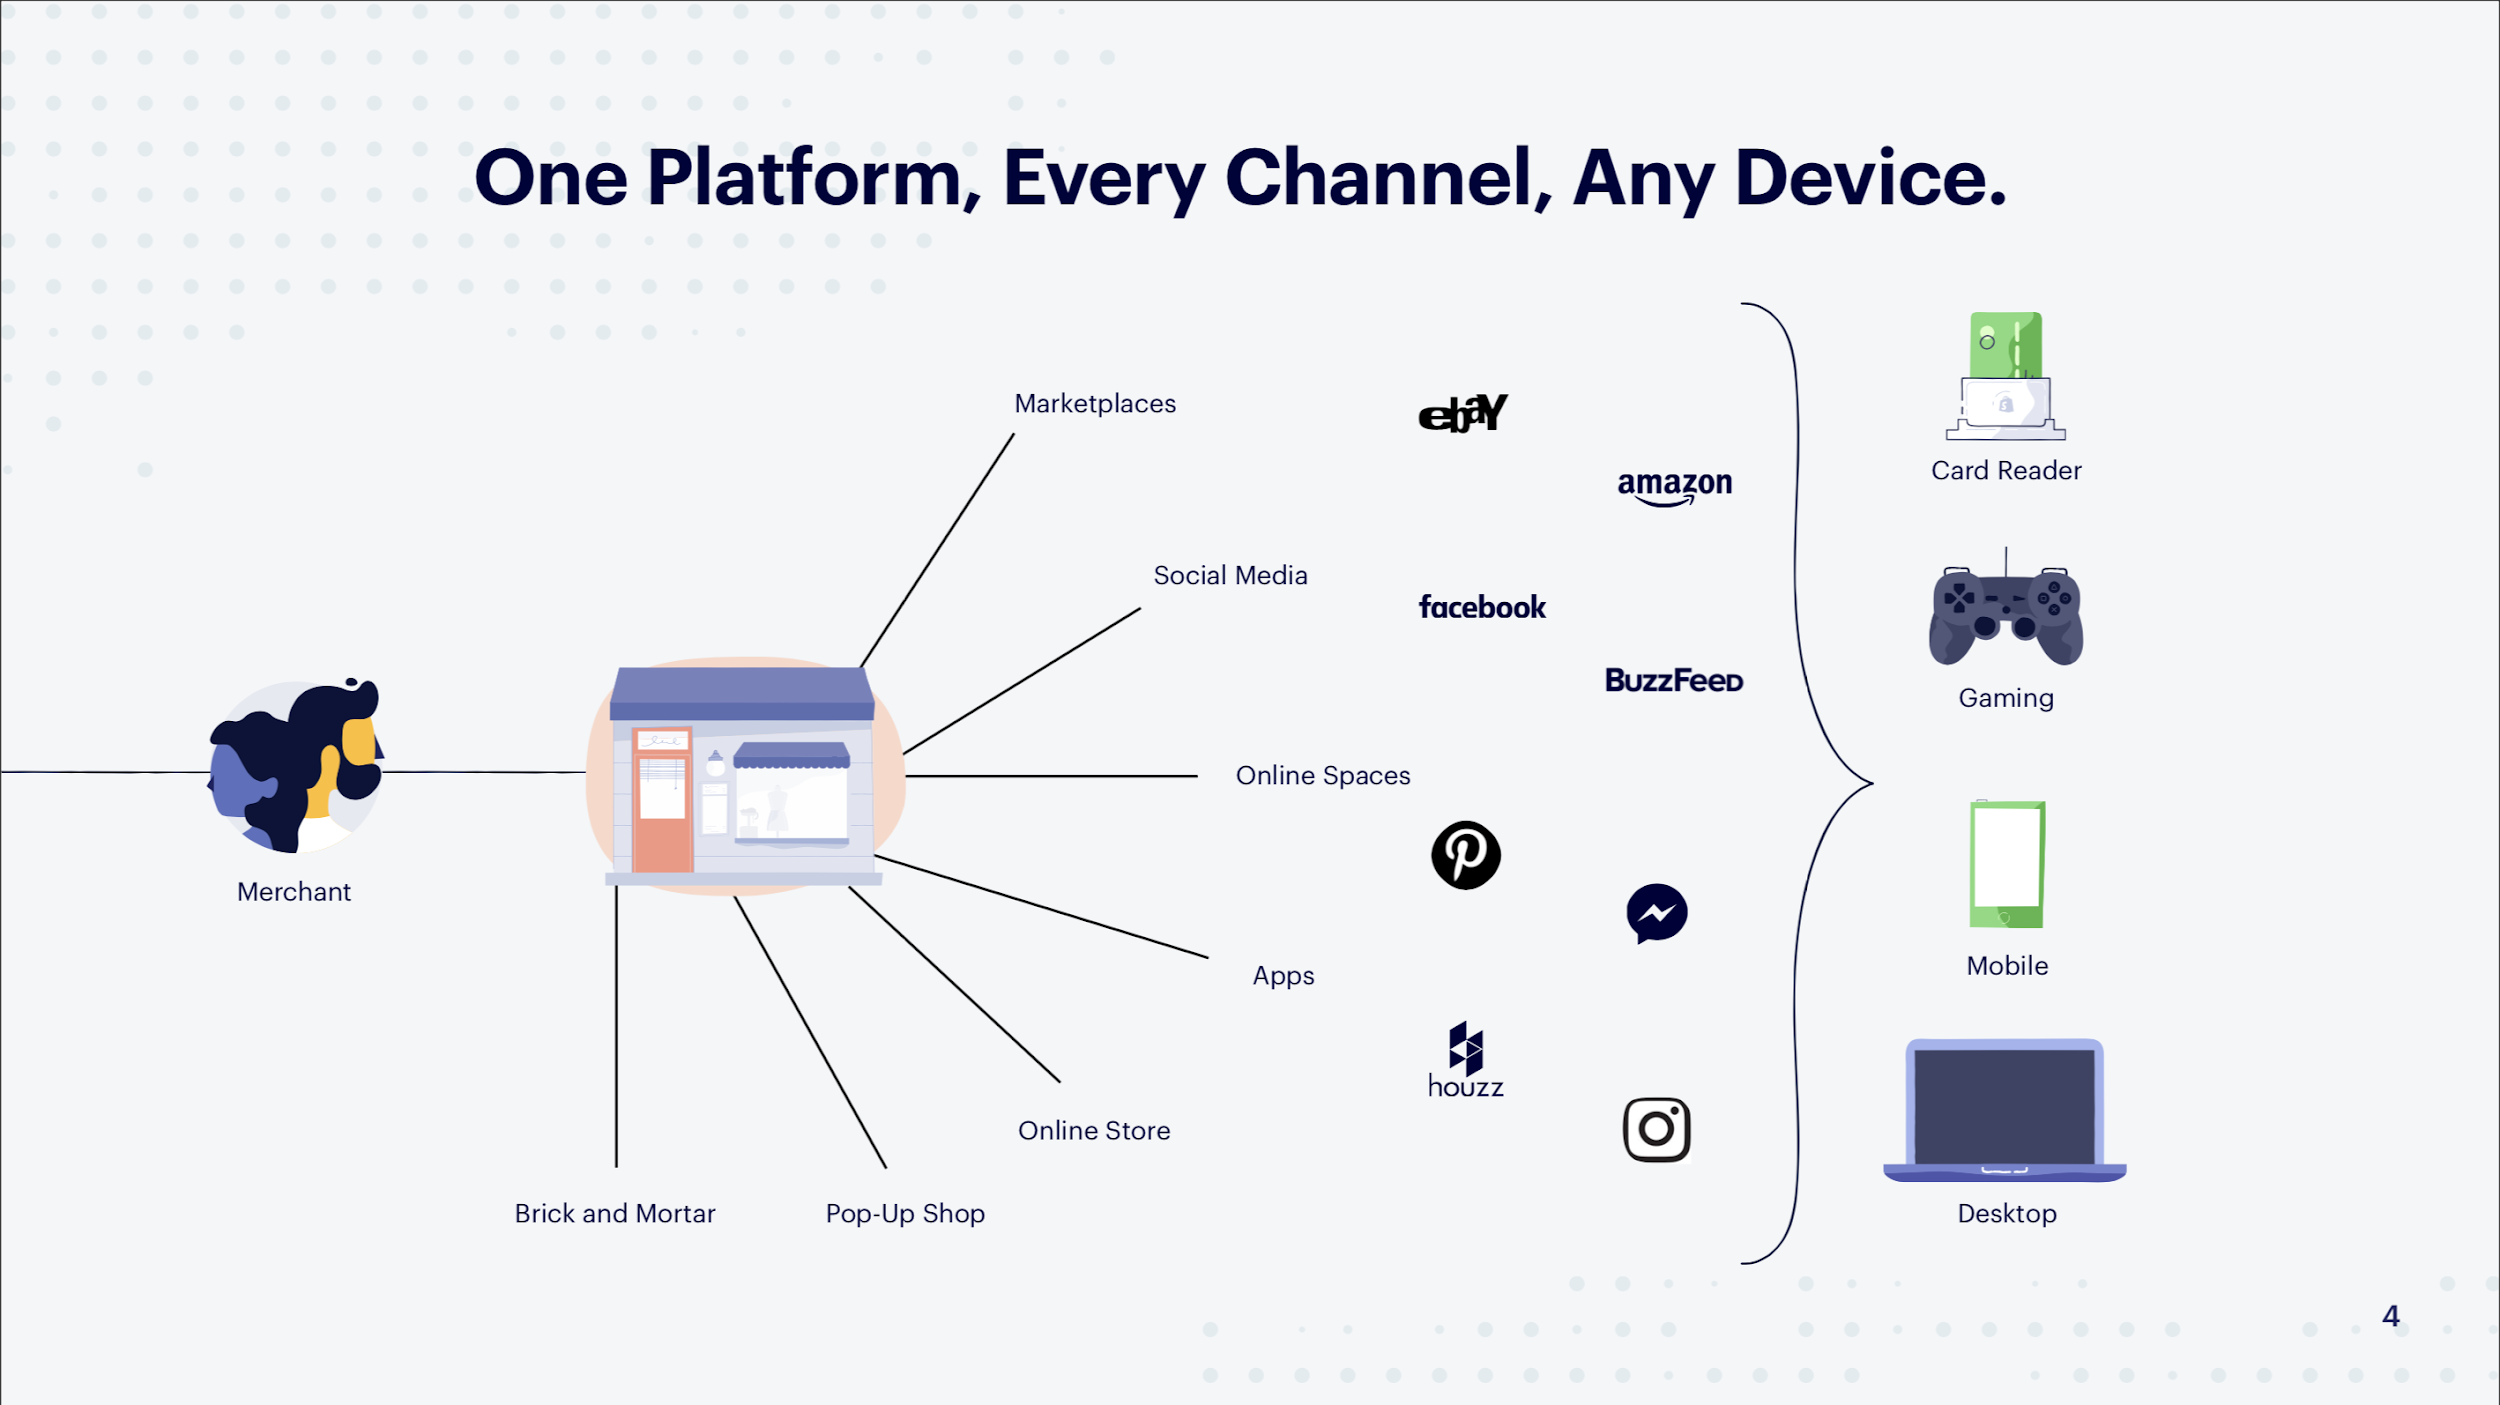 One Platform, Every Channel, Any Device.
Marketplaces
ebay
amazon
Card Reader
Social Media
facebook
BuzzFeeD
Gaming
Online Spaces
Merchant
Apps
Mobile
houzz
Online Store
Brick and Mortar
Pop-Up Shop
Desktop
4